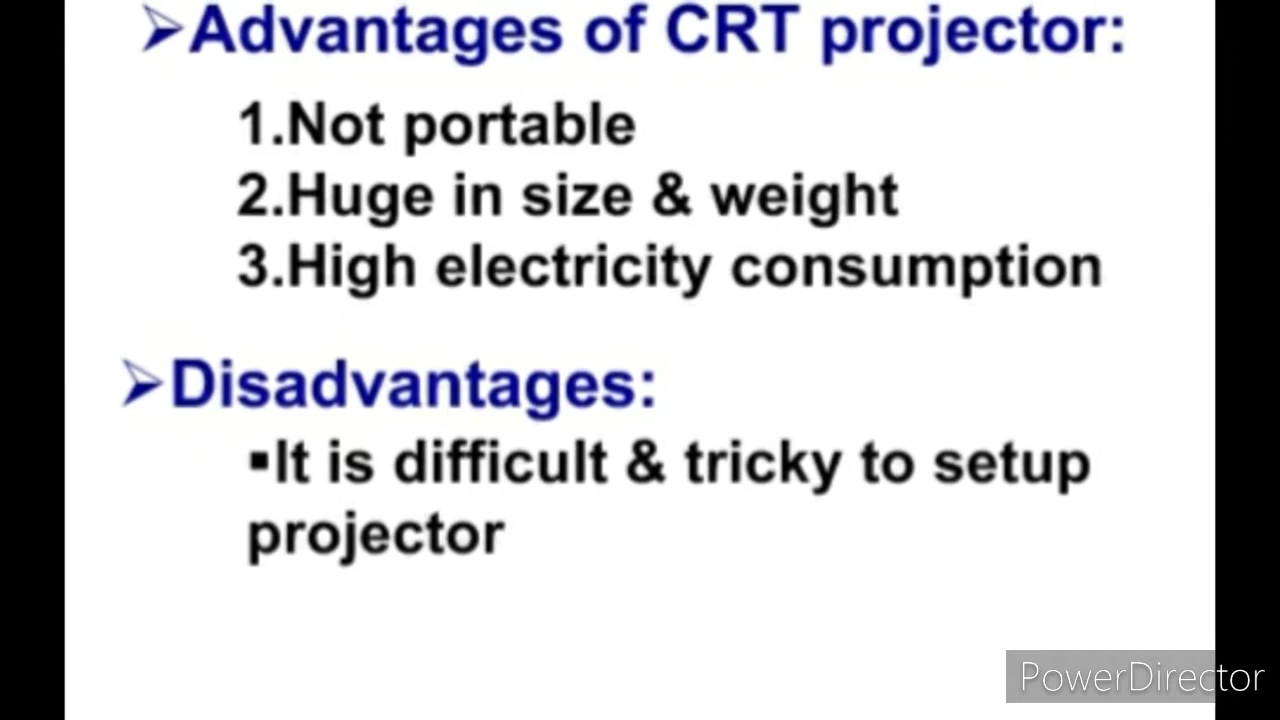 ➢Advantages of CRT projector:
1.Not portable
2.Huge in size & weight
3.High electricity consumption
➢Disadvantages:
▪It is difficult & tricky to setup
projector
PowerDirector